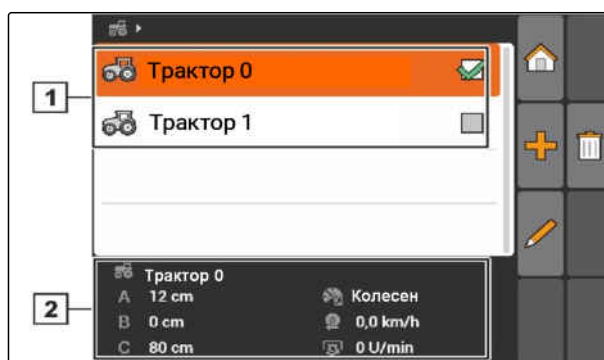 1
Трактор 0
Трактор 1
2
Трактор 0
A 12 cm Колесен
B 0 cm 0,0 km/h
C 80 cm 0 U/min